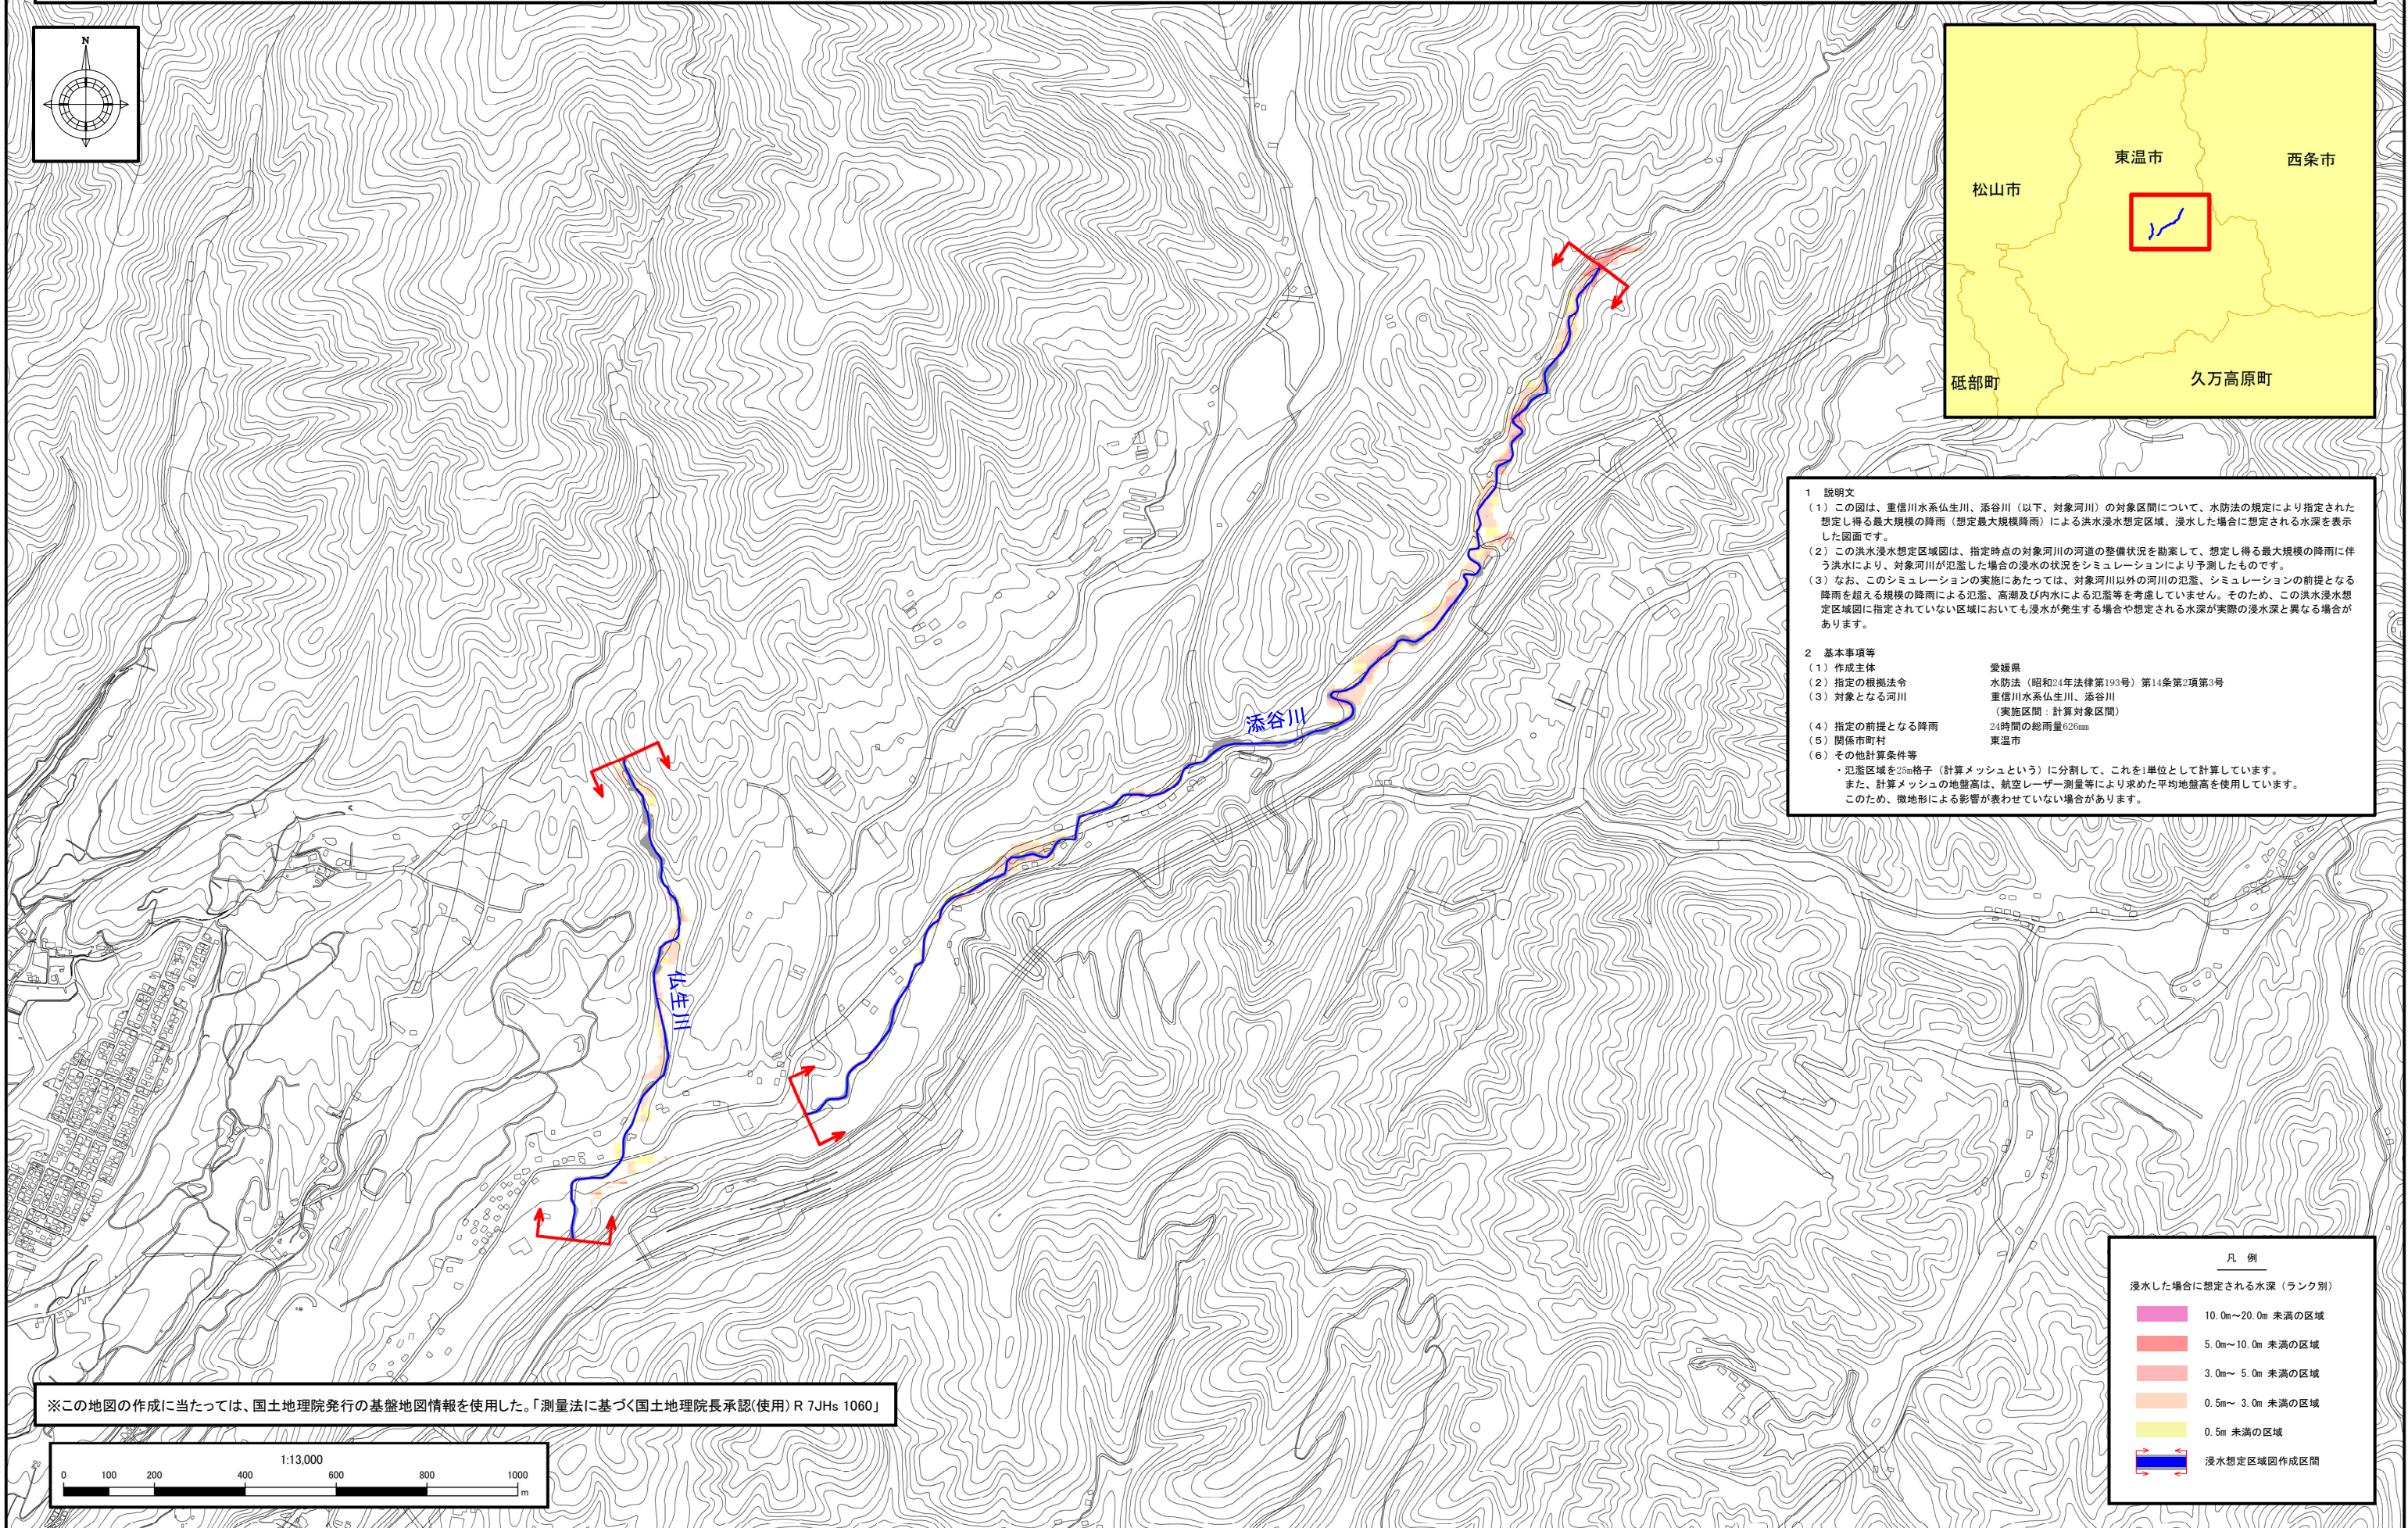 N
東温市
西条市
松山市
砥部町
久万高原町
1 説明文
（1）この図は、重信川水系仏生川、添谷川（以下、対象河川）の対象区間について、水防法の規定により指定された
想定し得る最大規模の降雨（想定最大規模降雨）による洪水浸水想定区域、浸水した場合に想定される水深を表示
した図面です。
（2）この洪水浸水想定区域図は、指定時点の対象河川の河道の整備状況を勘案して、想定し得る最大規模の降雨に伴
う洪水により、対象河川が氾濫した場合の浸水の状況をシミュレーションにより予測したものです。
（3）なお、このシミュレーションの実施にあたっては、対象河川以外の河川の氾濫、シミュレーションの前提となる
降雨を超える規模の降雨による氾濫、高潮及び内水による氾濫等を考慮していません。そのため、この洪水浸水想
定区域図に指定されていない区域においても浸水が発生する場合や想定される水深が実際の浸水深と異なる場合が
あります。
2 基本事項等
（1）作成主体 愛媛県
（2）指定の根拠法令 水防法（昭和24年法律第193号）第14条第2項第3号
（3）対象となる河川 重信川水系仏生川、添谷川
（実施区間：計算対象区間）
（4）指定の前提となる降雨 24時間の総雨量626mm
（5）関係市町村 東温市
（6）その他計算条件等
・氾濫区域を25m格子（計算メッシュという）に分割して、これを1単位として計算しています。
また、計算メッシュの地盤高は、航空レーザー測量等により求めた平均地盤高を使用しています。
このため、微地形による影響が表わせていない場合があります。
添谷川
仏生川
凡 例
浸水した場合に想定される水深（ランク別）
10.0m～20.0m 未満の区域
5.0m～10.0m 未満の区域
3.0m～ 5.0m 未満の区域
0.5m～ 3.0m 未満の区域
0.5m 未満の区域
浸水想定区域図作成区間
※この地図の作成に当たっては、国土地理院発行の基盤地図情報を使用した。「測量法に基づく国土地理院長承認(使用) R 7JHs 1060」
1:13,000
0 100 200 400 600 800 1000
m